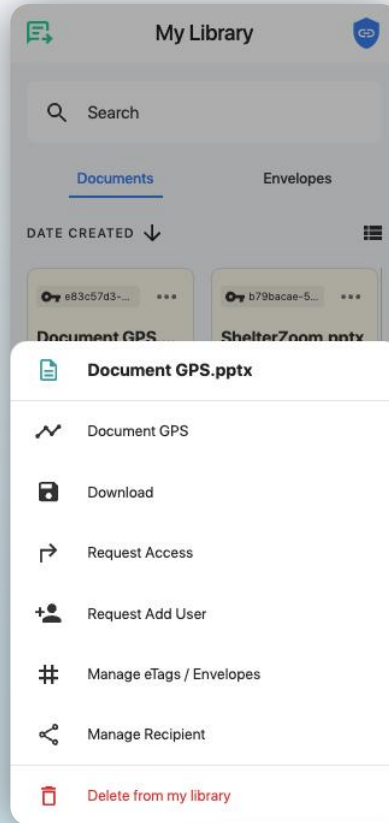 My Library
Search
Documents Envelopes
DATE CREATED
e83c57d3-... b79bacae-5...
Document GPS.... ShelterZoom.pptx
Document GPS.pptx
Document GPS
Download
Request Access
Request Add User
Manage eTags / Envelopes
Manage Recipient
Delete from my library